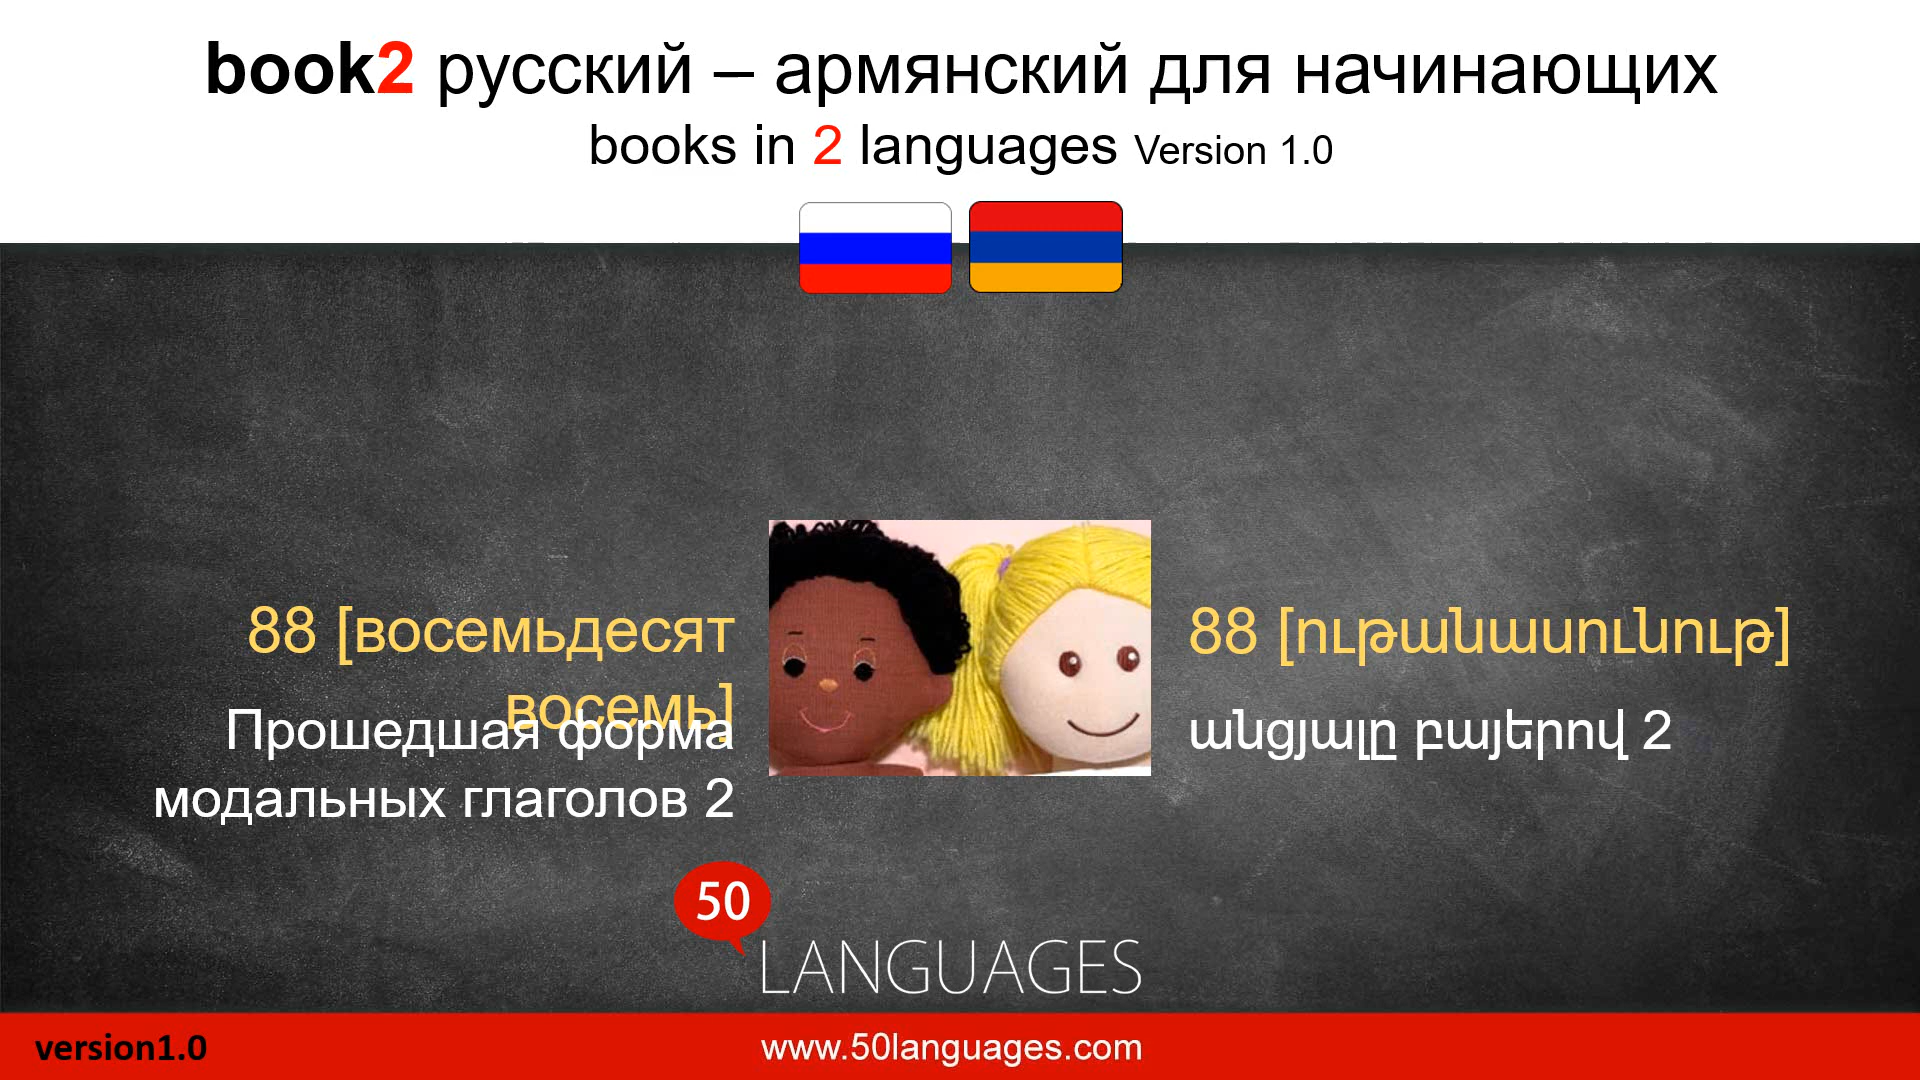 book2 русский – армянский для начинающих
books in 2 languages Version 1.0
88 [восемьдесят
восемь]
Прошедшая форма
модальных глаголов 2
88 [ութանասունութ]
անցյալը բայերով 2
50
LANGUAGES
version1.0
www.50languages.com